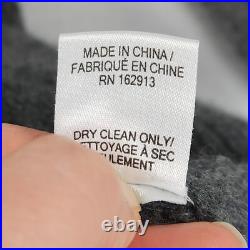 MADE IN CHINA/
FABRIQUÉ EN CHINE
RN 162913
DRY CLEAN ONLY/
NETTOYAGE À SEC
SEULEMENT